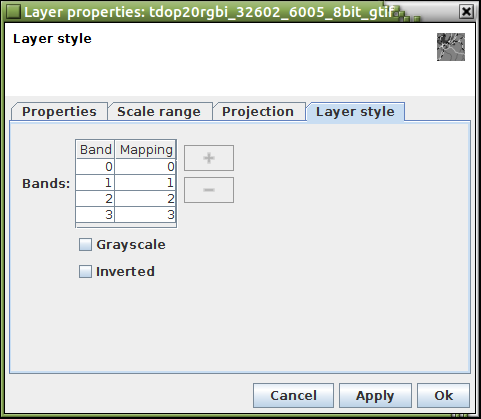 Layer properties: tdop20rgbi_32602_6005_8bit_gtif
Layer style
Properties Scale range Projection Layer style
Bands:
Band Mapping
0 0
1 1
2 2
3 3
+
−
Grayscale
Inverted
Cancel Apply Ok